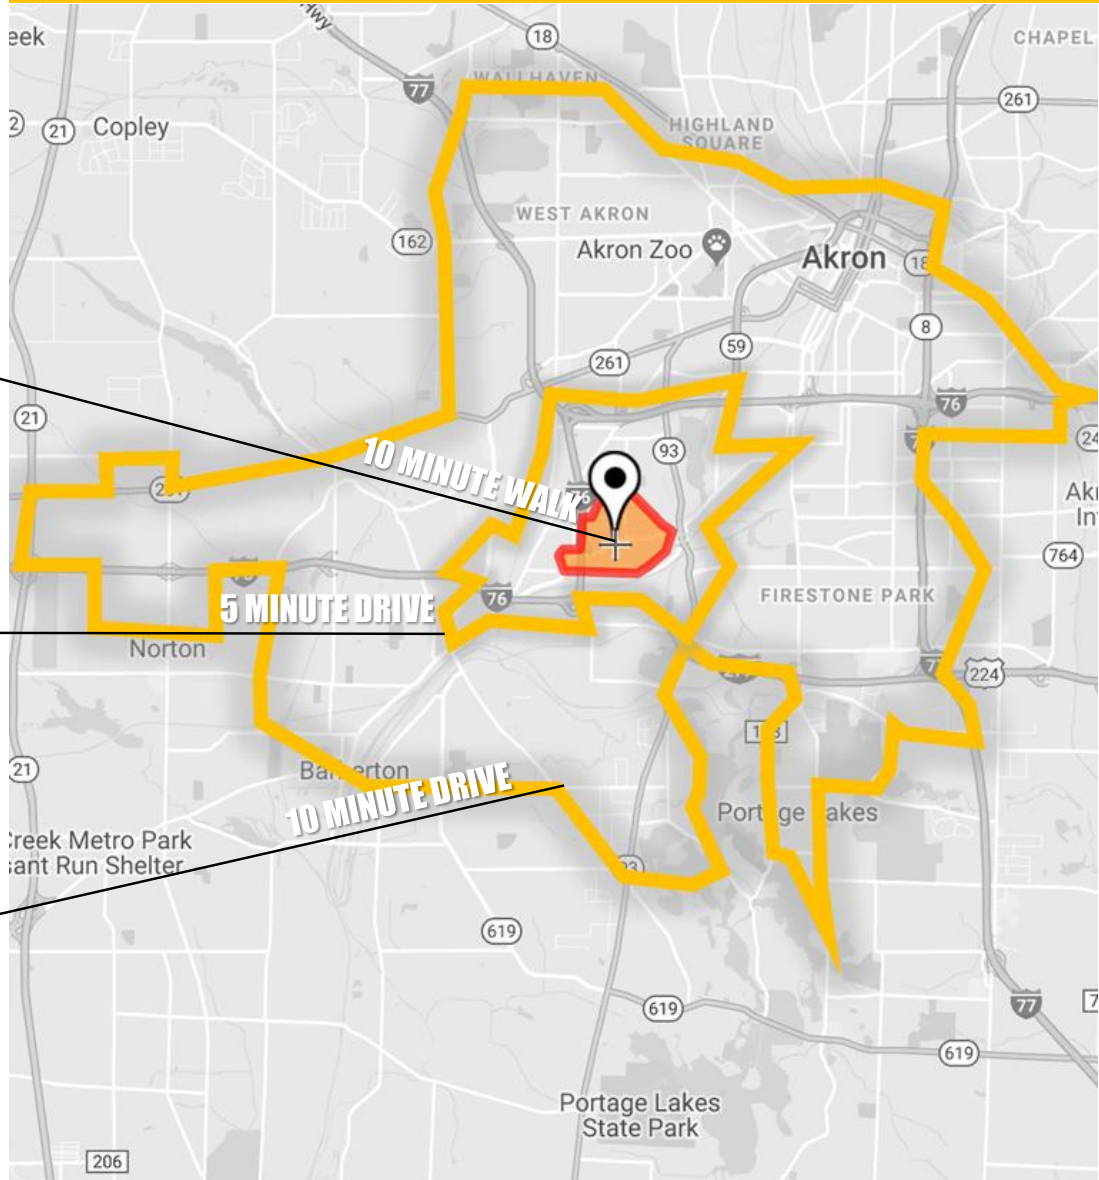 Hwy
eek
18
CHAPEL
77
WALLHAVEN
261
21
Copley
HIGHLAND
SQUARE
WEST AKRON
162
Akron Zoo
Akron
18
8
59
261
76
21
93
10 MINUTE WALK
764
76
FIRESTONE PARK
5 MINUTE DRIVE
Norton
224
21
10 MINUTE DRIVE
Creek Metro Park
sant Run Shelter
619
77
619
619
Portage Lakes
State Park
206